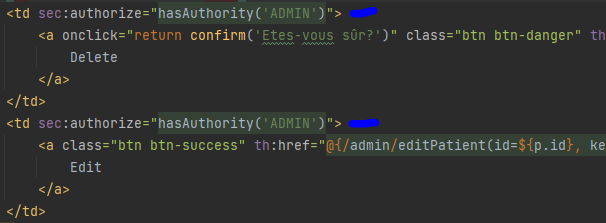 <td sec:authorize="hasAuthority('ADMIN')">
<a onclick="return confirm('Etes-vous sûr?')" class="btn btn-danger" th
Delete
</a>
</td>
<td sec:authorize="hasAuthority('ADMIN')">
<a class="btn btn-success" th:href="@{/admin/editPatient(id=${p.id}, ke
Edit
</a>
</td>